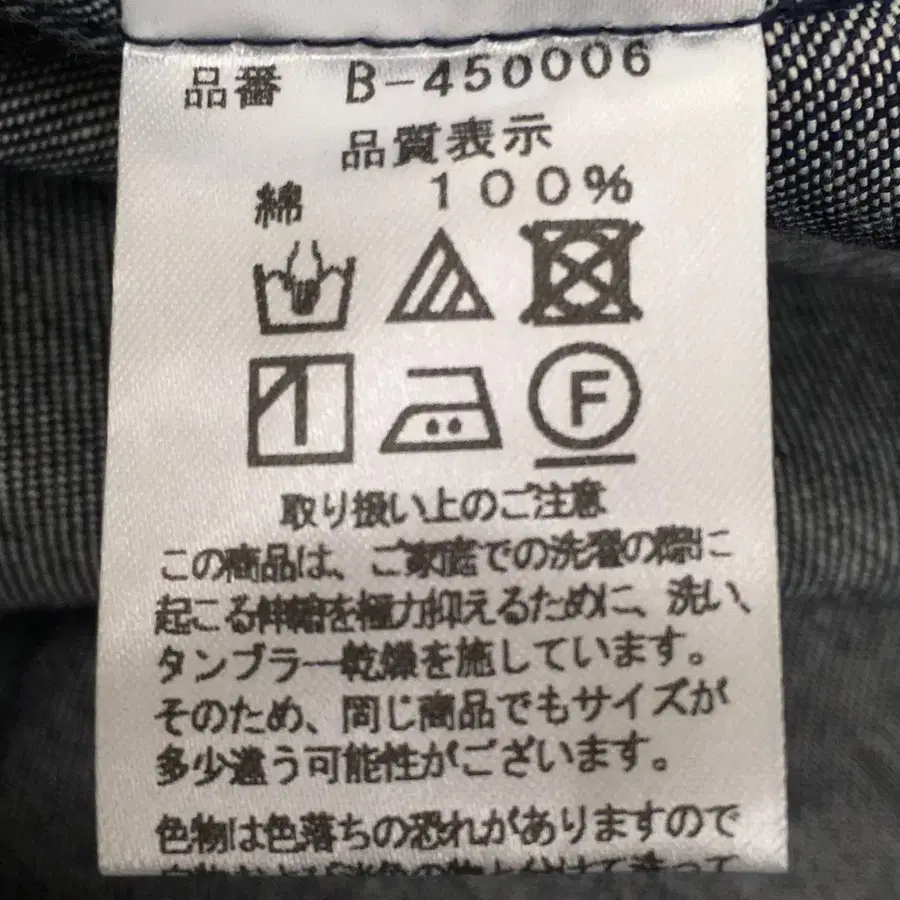 品番 B-450006
品質表示
綿 100%
F
取り扱い上のご注意
この商品は、ご家庭での洗濯の際に
起こる伸縮を極力抑えるために、洗い、
タンブラー乾燥を施しています。
そのため、同じ商品でもサイズが
多少違う可能性がございます。
色物は色落ちの恐れがありますので